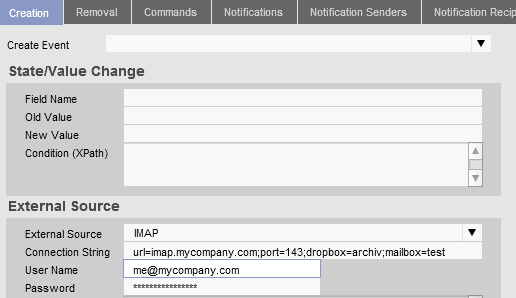 Creation Removal Commands Notifications Notification Senders Notification Recip
Create Event
State/Value Change
Field Name
Old Value
New Value
Condition (XPath)
External Source
External Source IMAP
Connection String url=imap.mycompany.com;port=143;dropbox=archiv;mailbox=test
User Name me@mycompany.com
Password ****************